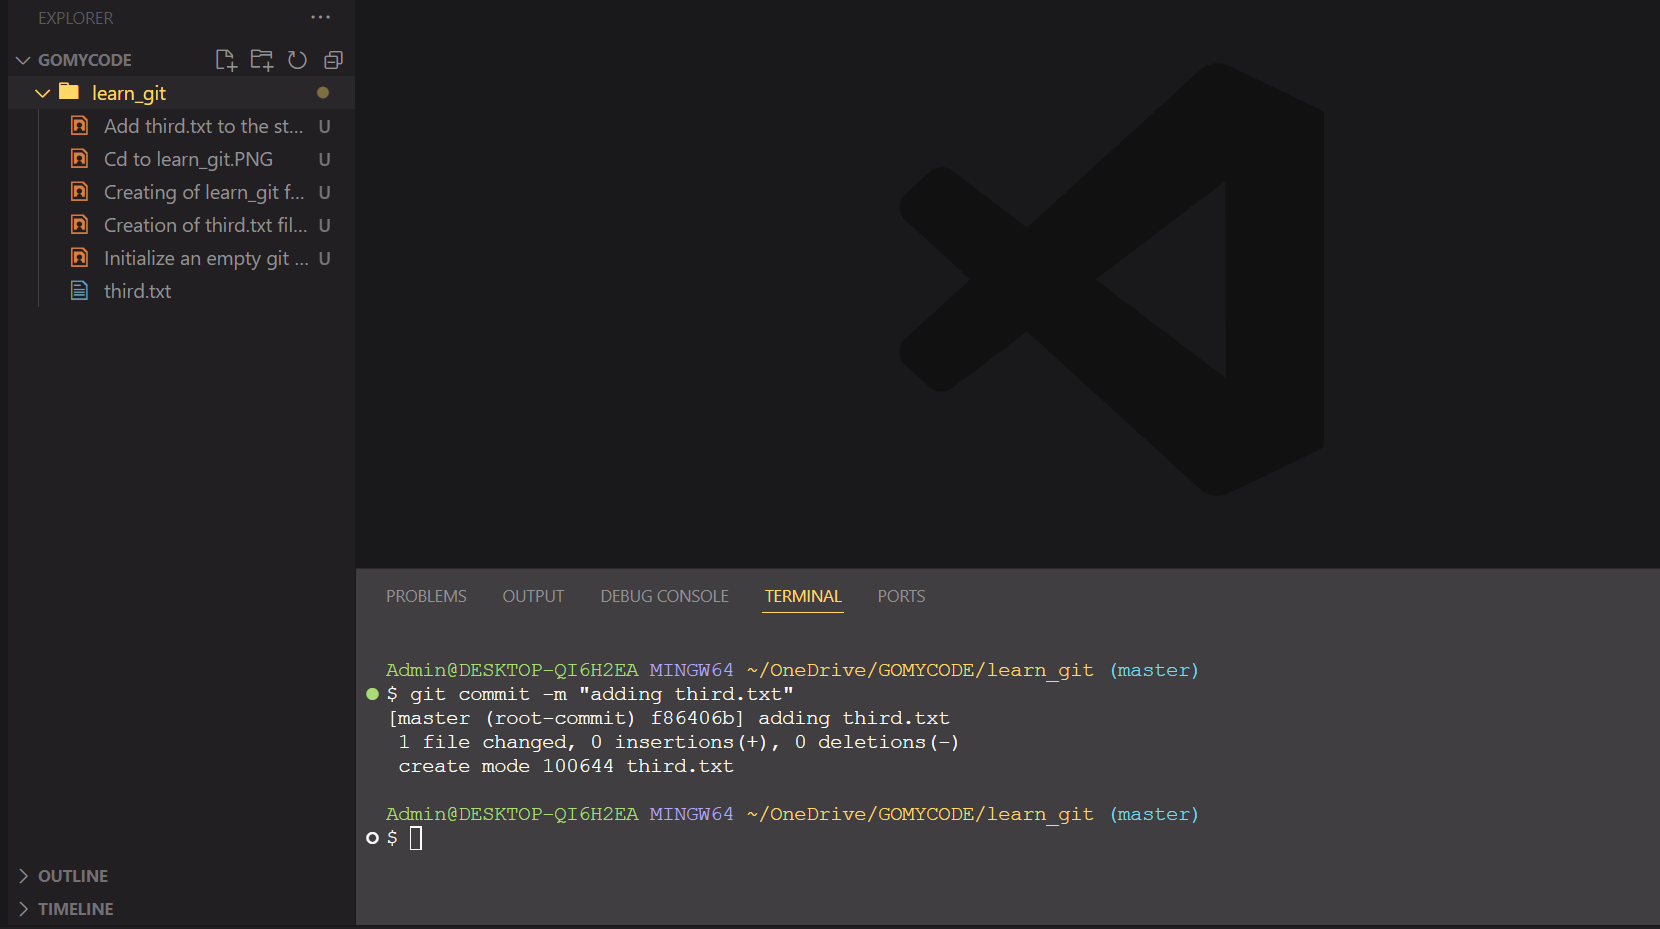 EXPLORER
GOMYCODE
learn_git
Add third.txt to the st... U
Cd to learn_git.PNG U
Creating of learn_git f... U
Creation of third.txt fil... U
Initialize an empty git ... U
third.txt
OUTLINE
TIMELINE
PROBLEMS OUTPUT DEBUG CONSOLE TERMINAL PORTS
Admin@DESKTOP-QI6H2EA MINGW64 ~/OneDrive/GOMYCODE/learn_git (master)
$ git commit -m "adding third.txt"
[master (root-commit) f86406b] adding third.txt
1 file changed, 0 insertions(+), 0 deletions(-)
create mode 100644 third.txt
Admin@DESKTOP-QI6H2EA MINGW64 ~/OneDrive/GOMYCODE/learn_git (master)
$